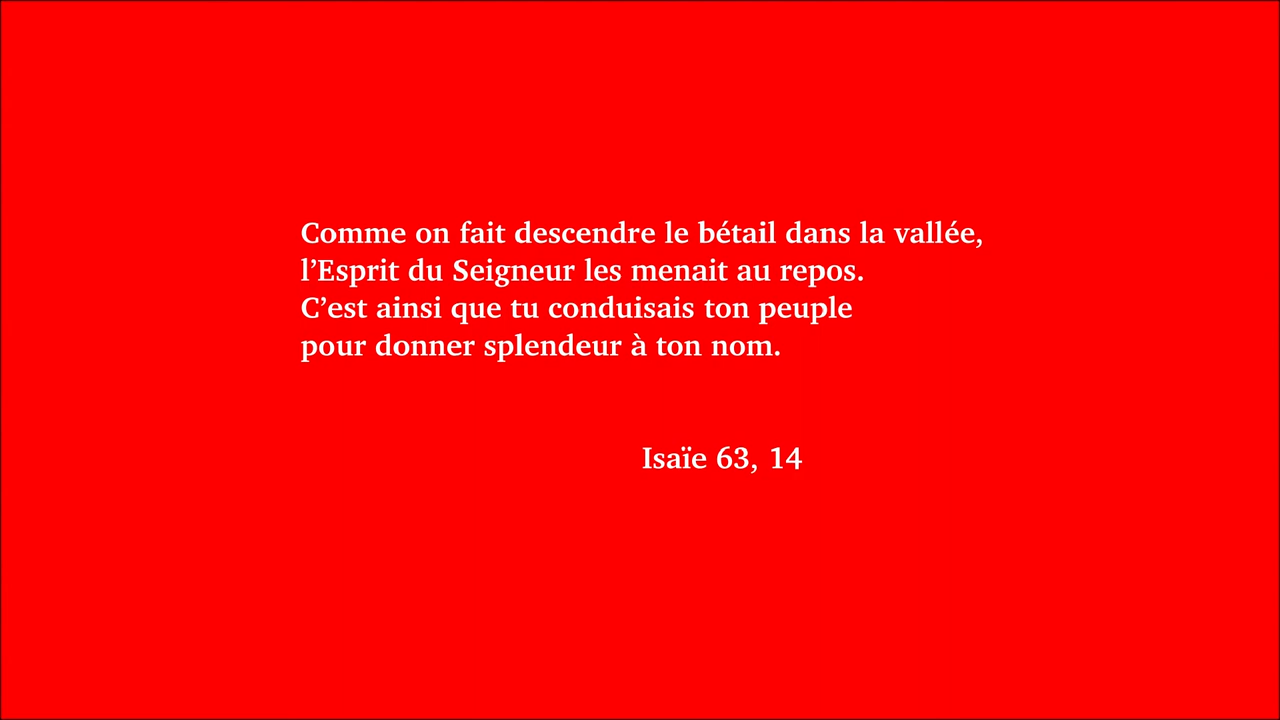 Comme on fait descendre le bétail dans la vallée,
l’Esprit du Seigneur les menait au repos.
C’est ainsi que tu conduisais ton peuple
pour donner splendeur à ton nom.
Isaïe 63, 14